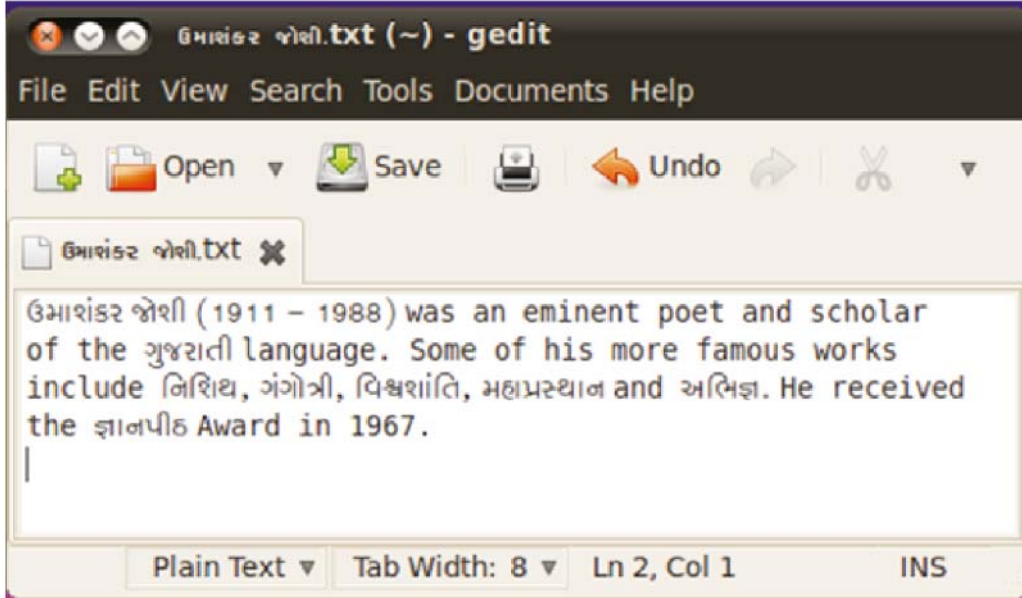 ઉમાશંકર જોશી.txt (~) - gedit
File Edit View Search Tools Documents Help
Open Save Undo
ઉમાશંકર જોશી.txt
ઉમાશંકર જોશી (1911 – 1988) was an eminent poet and scholar
of the ગુજરાતી language. Some of his more famous works
include નિશિથ, ગંગોત્રી, વિશ્વશાંતિ, મહાપ્રસ્થાન and અભિજ્ઞ. He received
the જ્ઞાનપીઠ Award in 1967.
Plain Text Tab Width: 8 Ln 2, Col 1 INS